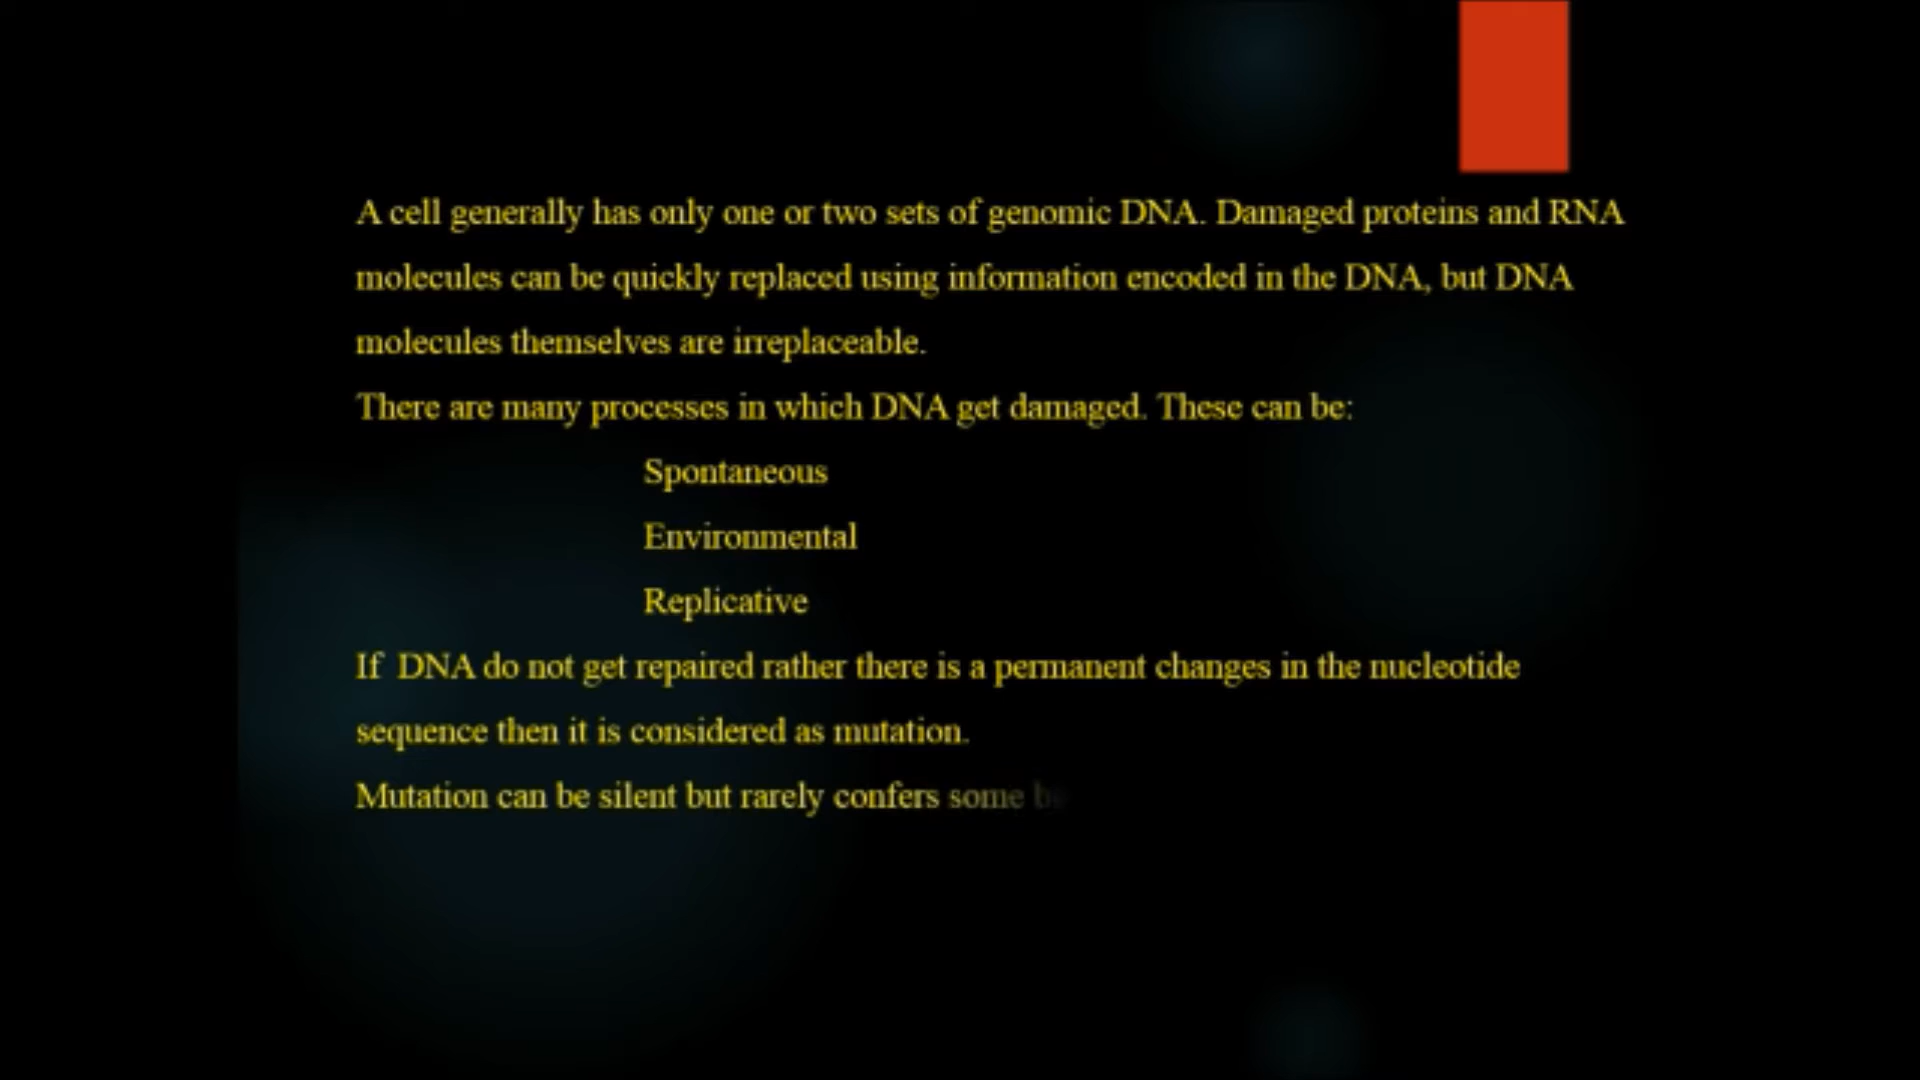 A cell generally has only one or two sets of genomic DNA. Damaged proteins and RNA
molecules can be quickly replaced using information encoded in the DNA, but DNA
molecules themselves are irreplaceable.
There are many processes in which DNA get damaged. These can be:
Spontaneous
Environmental
Replicative
If DNA do not get repaired rather there is a permanent changes in the nucleotide
sequence then it is considered as mutation.
Mutation can be silent but rarely confers some